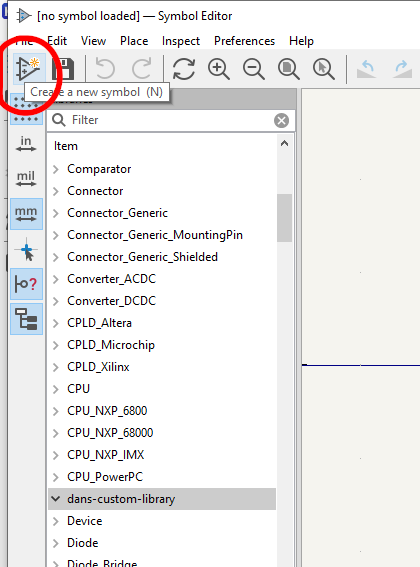 [no symbol loaded] — Symbol Editor
File Edit View Place Inspect Preferences Help
Create a new symbol (N)
Filter
in
Item
mil
mm
Comparator
Connector
Connector_Generic
Connector_Generic_MountingPin
Connector_Generic_Shielded
Converter_ACDC
Converter_DCDC
CPLD_Altera
CPLD_Microchip
CPLD_Xilinx
CPU
CPU_NXP_6800
CPU_NXP_68000
CPU_NXP_IMX
CPU_PowerPC
dans-custom-library
Device
Diode
Diode_Bridge